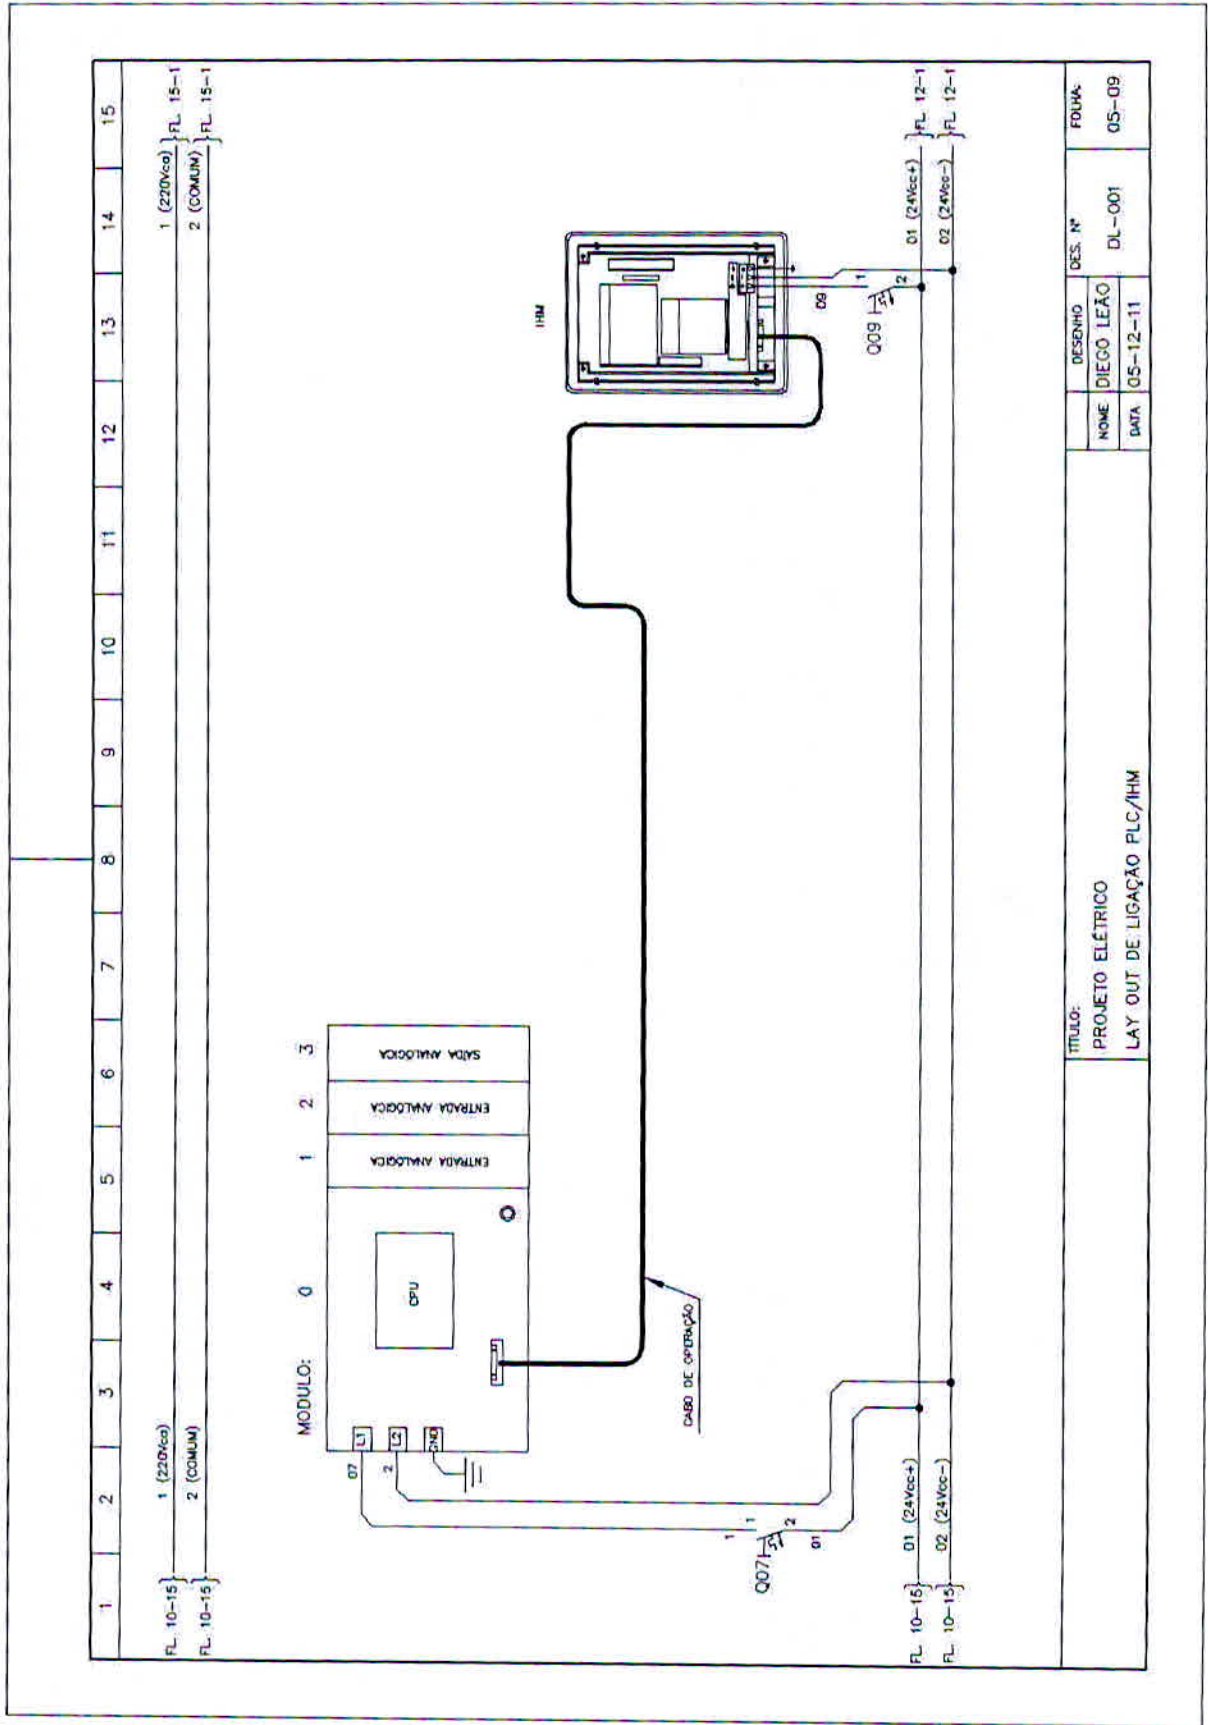 1 2 3 4 5 6 7 8 9 10 11 12 13 14 15
FL. 10-15 1 (220Vca) 1 (220Vca) FL. 15-1
FL. 10-15 2 (COMUM) 2 (COMUM) FL. 15-1
MODULO: 0 1 2 3
L1
L2
GND
07
2
CPU
ENTRADA ANALÓGICA
ENTRADA ANALÓGICA
SAÍDA ANALÓGICA
IHM
CABO DE OPERAÇÃO
1
1
Q07
2
01
09
1
Q09
2
FL. 10-15 01 (24Vcc+) 01 (24Vcc+) FL. 12-1
FL. 10-15 02 (24Vcc-) 02 (24Vcc-) FL. 12-1
TITULO:
PROJETO ELÉTRICO
LAY OUT DE LIGAÇÃO PLC/IHM
DESENHO
NOME DIEGO LEÃO
DATA 05-12-11
DES. Nº
DL-001
FOLHA:
05-09